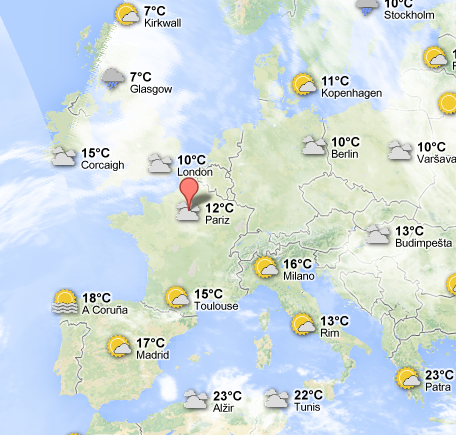 7°C
Kirkwall
10°C
Stockholm
7°C
Glasgow
11°C
Kopenhagen
15°C
Corcaigh
10°C
London
10°C
Berlin
10°C
Varšava
12°C
Pariz
13°C
Budimpešta
16°C
Milano
18°C
A Coruña
15°C
Toulouse
13°C
Rim
17°C
Madrid
23°C
Patra
23°C
Alžir
22°C
Tunis